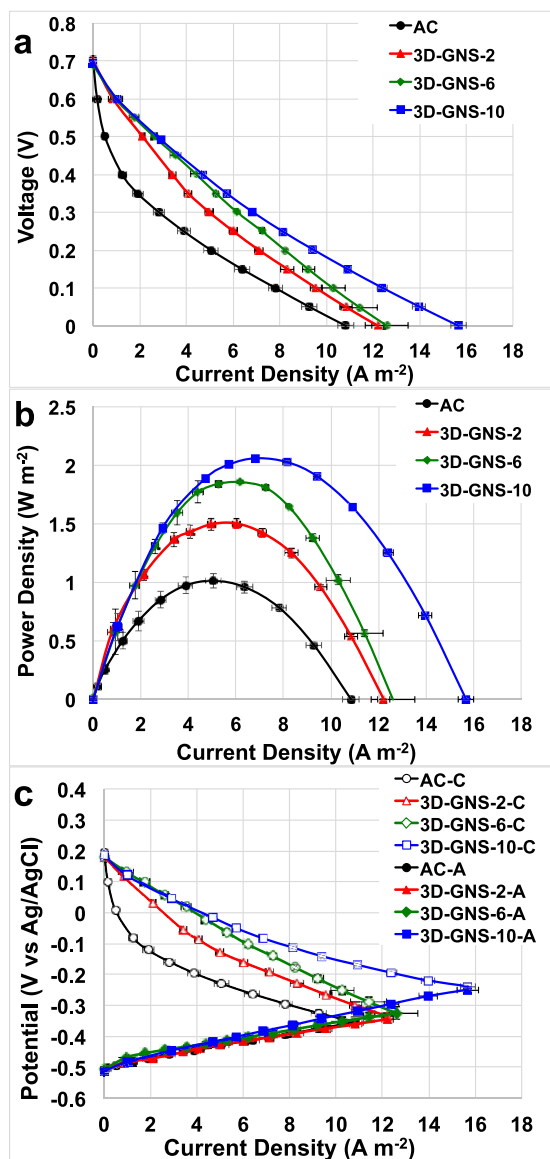 a
AC
3D-GNS-2
3D-GNS-6
3D-GNS-10
0.8
0.7
0.6
0.5
0.4
0.3
0.2
0.1
0
Voltage (V)
0 2 4 6 8 10 12 14 16 18
Current Density (A m-2)
b
AC
3D-GNS-2
3D-GNS-6
3D-GNS-10
2.5
2
1.5
1
0.5
0
Power Density (W m-2)
0 2 4 6 8 10 12 14 16 18
Current Density (A m-2)
c
AC-C
3D-GNS-2-C
3D-GNS-6-C
3D-GNS-10-C
AC-A
3D-GNS-2-A
3D-GNS-6-A
3D-GNS-10-A
0.4
0.3
0.2
0.1
0
-0.1
-0.2
-0.3
-0.4
-0.5
-0.6
Potential (V vs Ag/AgCl)
0 2 4 6 8 10 12 14 16 18
Current Density (A m-2)